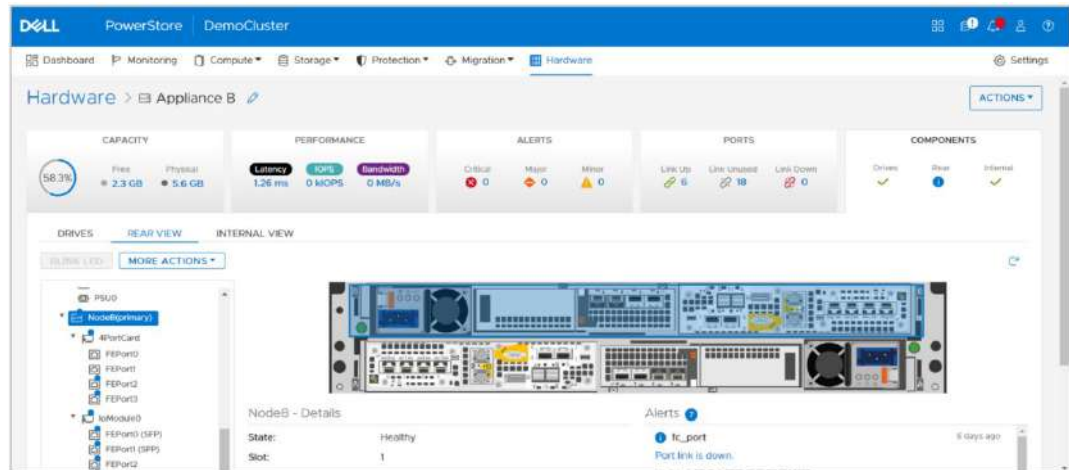 DELL PowerStore DemoCluster
Dashboard Monitoring Compute Storage Protection Migration Hardware Settings
Hardware > Appliance B ACTIONS
CAPACITY PERFORMANCE ALERTS PORTS COMPONENTS
58.3% Free Physical Latency IOPS Bandwidth Critical Major Minor Link Up Link Unused Link Down Drives Rear Internal
2.3 GB 5.6 GB 1.26 ms 0 kIOPS 0 MB/s 0 0 0 6 18 0
DRIVES REAR VIEW INTERNAL VIEW
BLINK LED MORE ACTIONS
PSU0
NodeB(primary)
4PortCard
FEPort0
FEPort1
FEPort2
FEPort3
IoModule0
FEPort0 (SFP)
FEPort1 (SFP)
FEPort2
NodeB - Details
State: Healthy
Slot: 1
Alerts 7
fc_port 6 days ago
Port link is down.